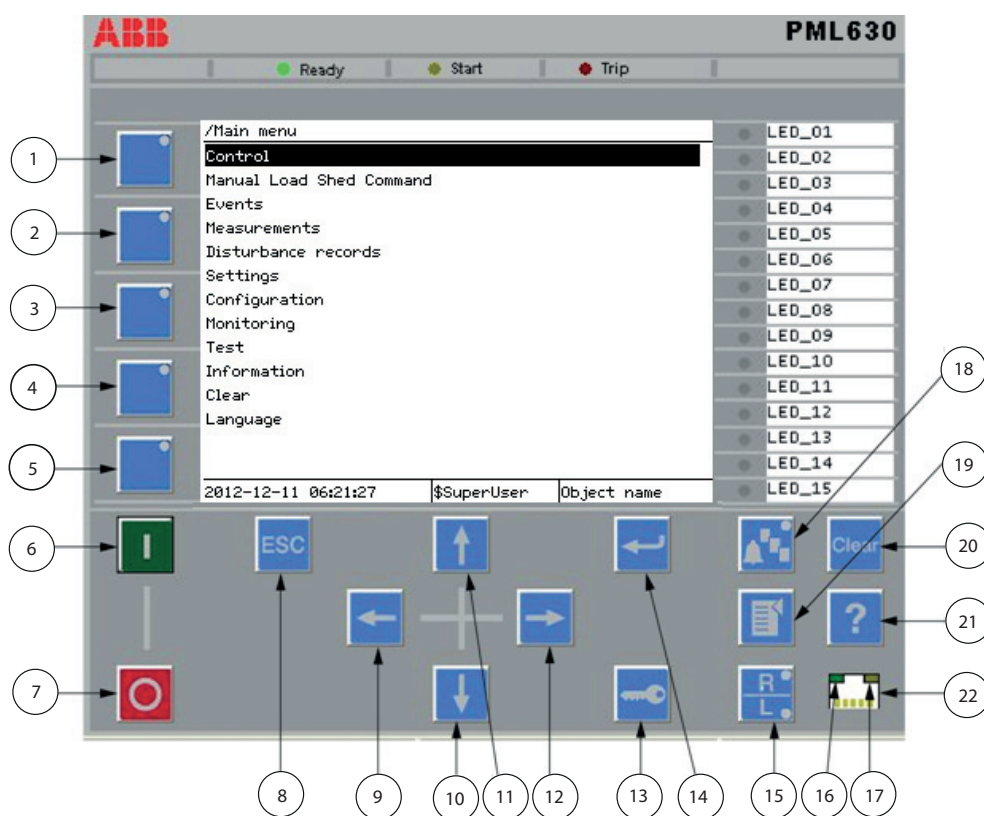 ABB
PML630
Ready
Start
Trip
/Main menu
Control
Manual Load Shed Command
Events
Measurements
Disturbance records
Settings
Configuration
Monitoring
Test
Information
Clear
Language
2012-12-11 06:21:27 $SuperUser Object name
LED_01
LED_02
LED_03
LED_04
LED_05
LED_06
LED_07
LED_08
LED_09
LED_10
LED_11
LED_12
LED_13
LED_14
LED_15
1
2
3
4
5
6
7
I
ESC
Clear
?
O
R
L
18
19
20
21
22
8
9
10
11
12
13
14
15
16
17